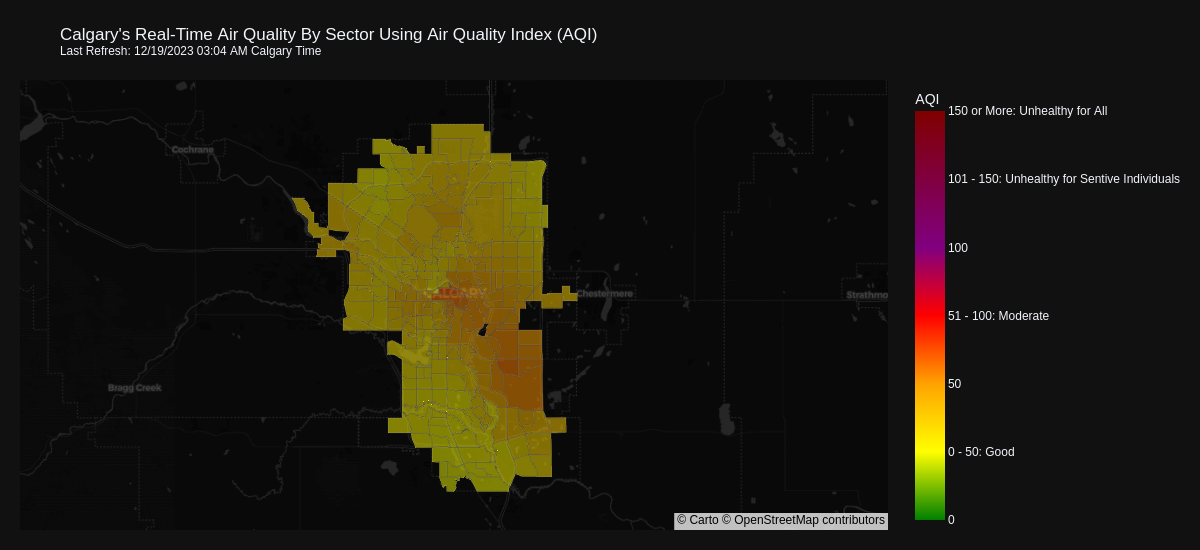 Calgary's Real-Time Air Quality By Sector Using Air Quality Index (AQI)
Last Refresh: 12/19/2023 03:04 AM Calgary Time
AQI
150 or More: Unhealthy for All
Cochrane
101 - 150: Unhealthy for Sentive Individuals
100
CALGARY
Chestermere
Strathmo
51 - 100: Moderate
Bragg Creek
50
0 - 50: Good
© Carto © OpenStreetMap contributors
0